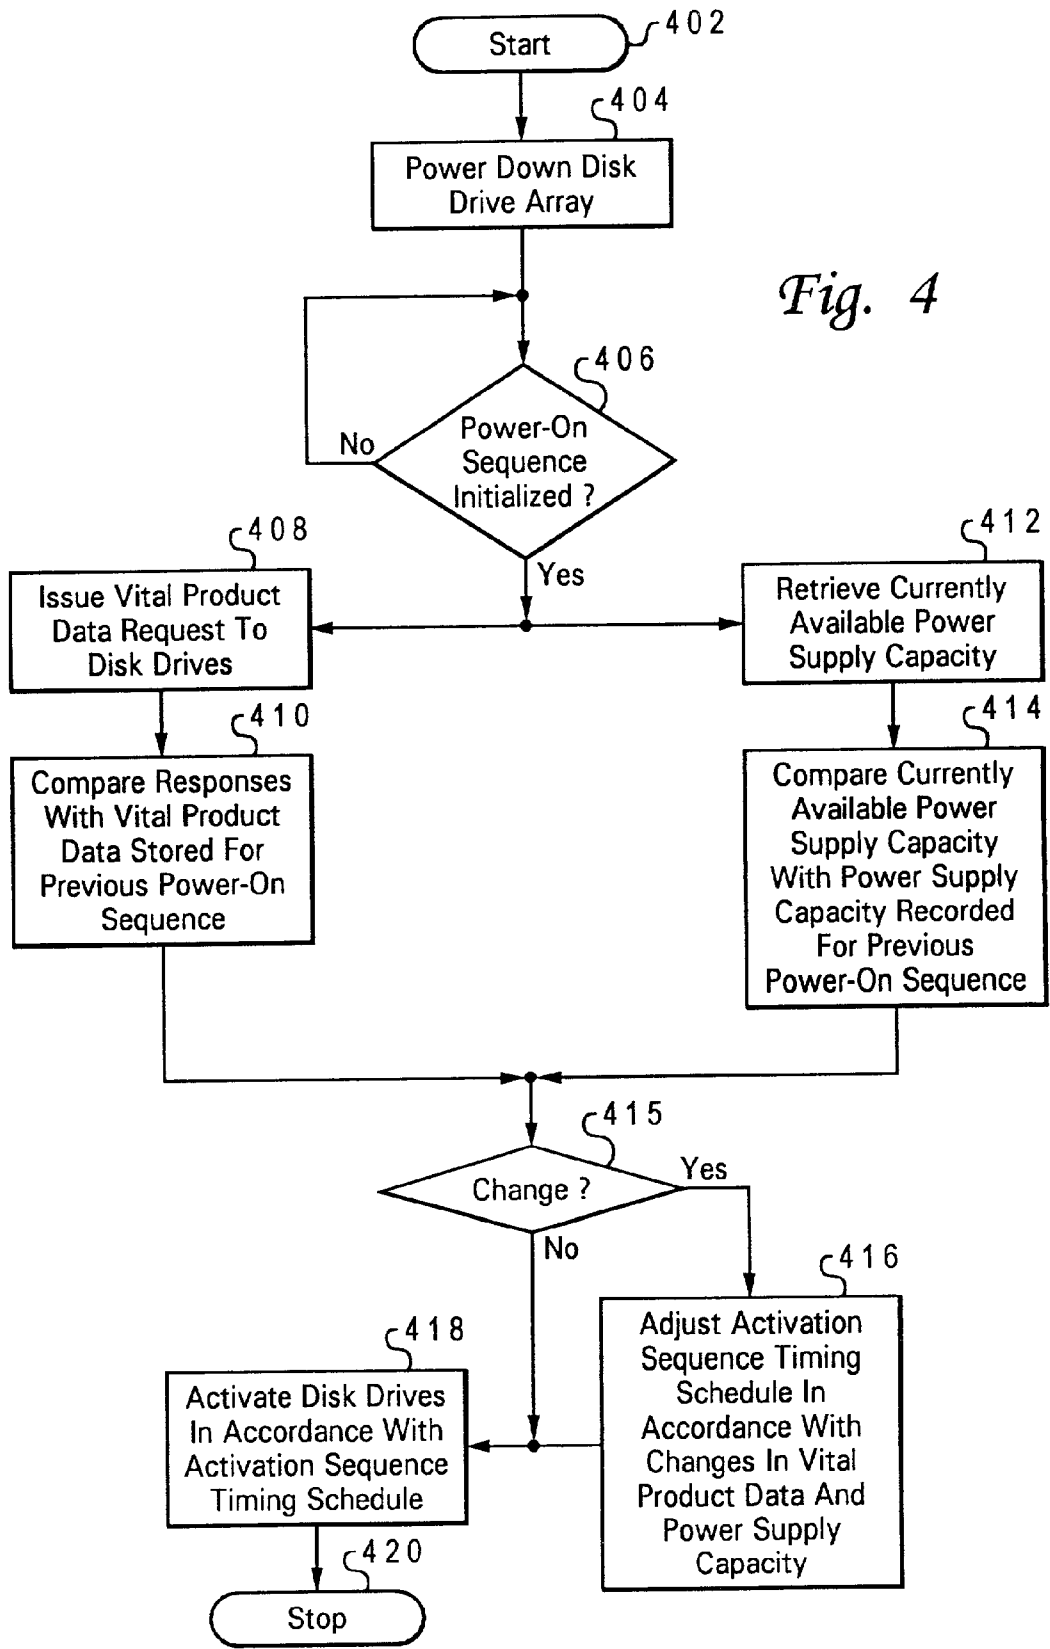 Start
402
404
Power Down Disk
Drive Array
Fig. 4
406
Power-On
Sequence
Initialized ?
No
Yes
408
Issue Vital Product
Data Request To
Disk Drives
412
Retrieve Currently
Available Power
Supply Capacity
410
Compare Responses
With Vital Product
Data Stored For
Previous Power-On
Sequence
414
Compare Currently
Available Power
Supply Capacity
With Power Supply
Capacity Recorded
For Previous
Power-On Sequence
415
Change ?
Yes
No
416
Adjust Activation
Sequence Timing
Schedule In
Accordance With
Changes In Vital
Product Data And
Power Supply
Capacity
418
Activate Disk Drives
In Accordance With
Activation Sequence
Timing Schedule
420
Stop